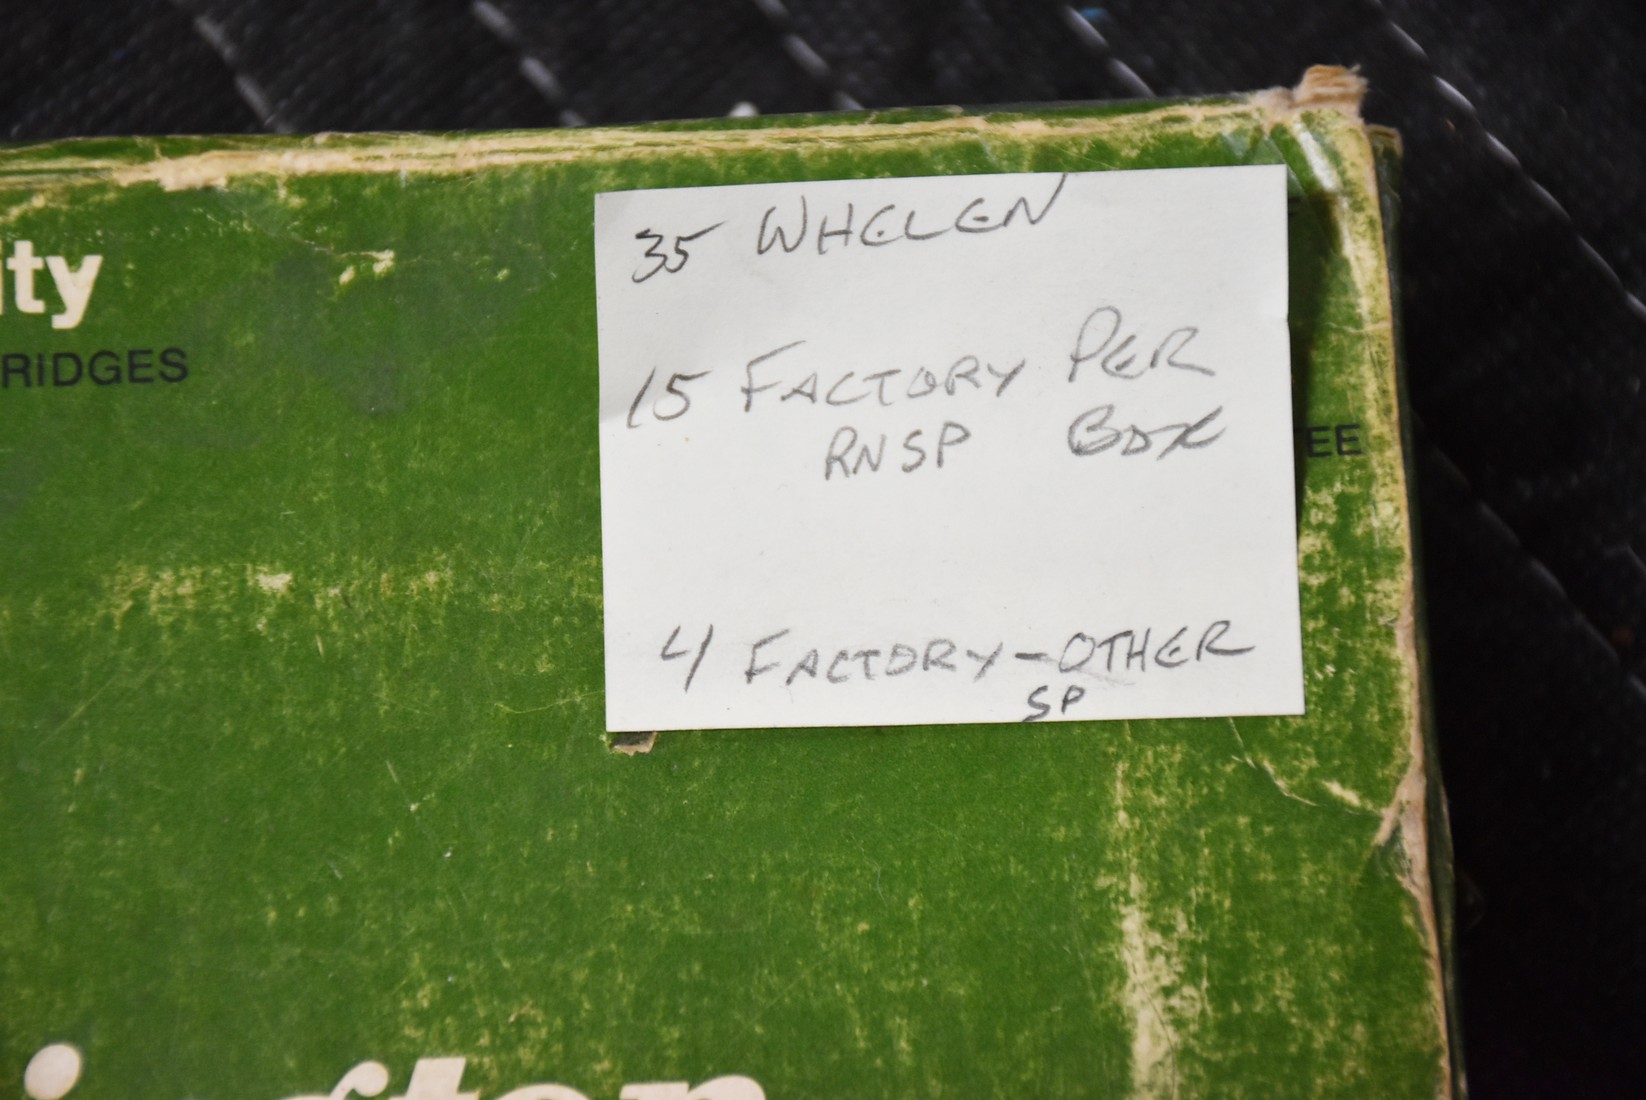 35 WHELEN
15 FACTORY PER
RNSP BOX
4 FACTORY-OTHER
SP
ity
RIDGES
EE